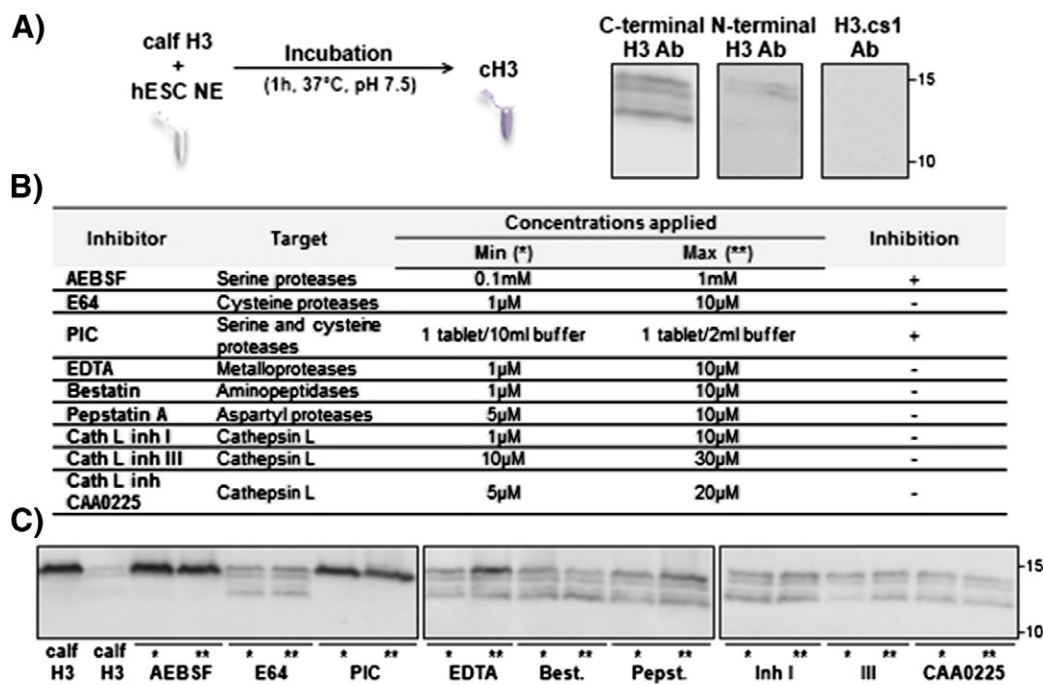 A)
calf H3
+
hESC NE
Incubation
(1h, 37°C, pH 7.5)
cH3
C-terminal N-terminal H3.cs1
H3 Ab H3 Ab Ab
15
10
B)
Inhibitor Target Concentrations applied Inhibition
Min (*) Max (**)
AEBSF Serine proteases 0.1mM 1mM +
E64 Cysteine proteases 1µM 10µM -
PIC Serine and cysteine proteases 1 tablet/10ml buffer 1 tablet/2ml buffer +
EDTA Metalloproteases 1µM 10µM -
Bestatin Aminopeptidases 1µM 10µM -
Pepstatin A Aspartyl proteases 5µM 10µM -
Cath L inh I Cathepsin L 1µM 10µM -
Cath L inh III Cathepsin L 10µM 30µM -
Cath L inh CAA0225 Cathepsin L 5µM 20µM -
C)
15
10
calf calf * ** * ** * ** * ** * ** * ** * ** * ** * **
H3 H3 AEBSF E64 PIC EDTA Best. Pepst. Inh I III CAA0225